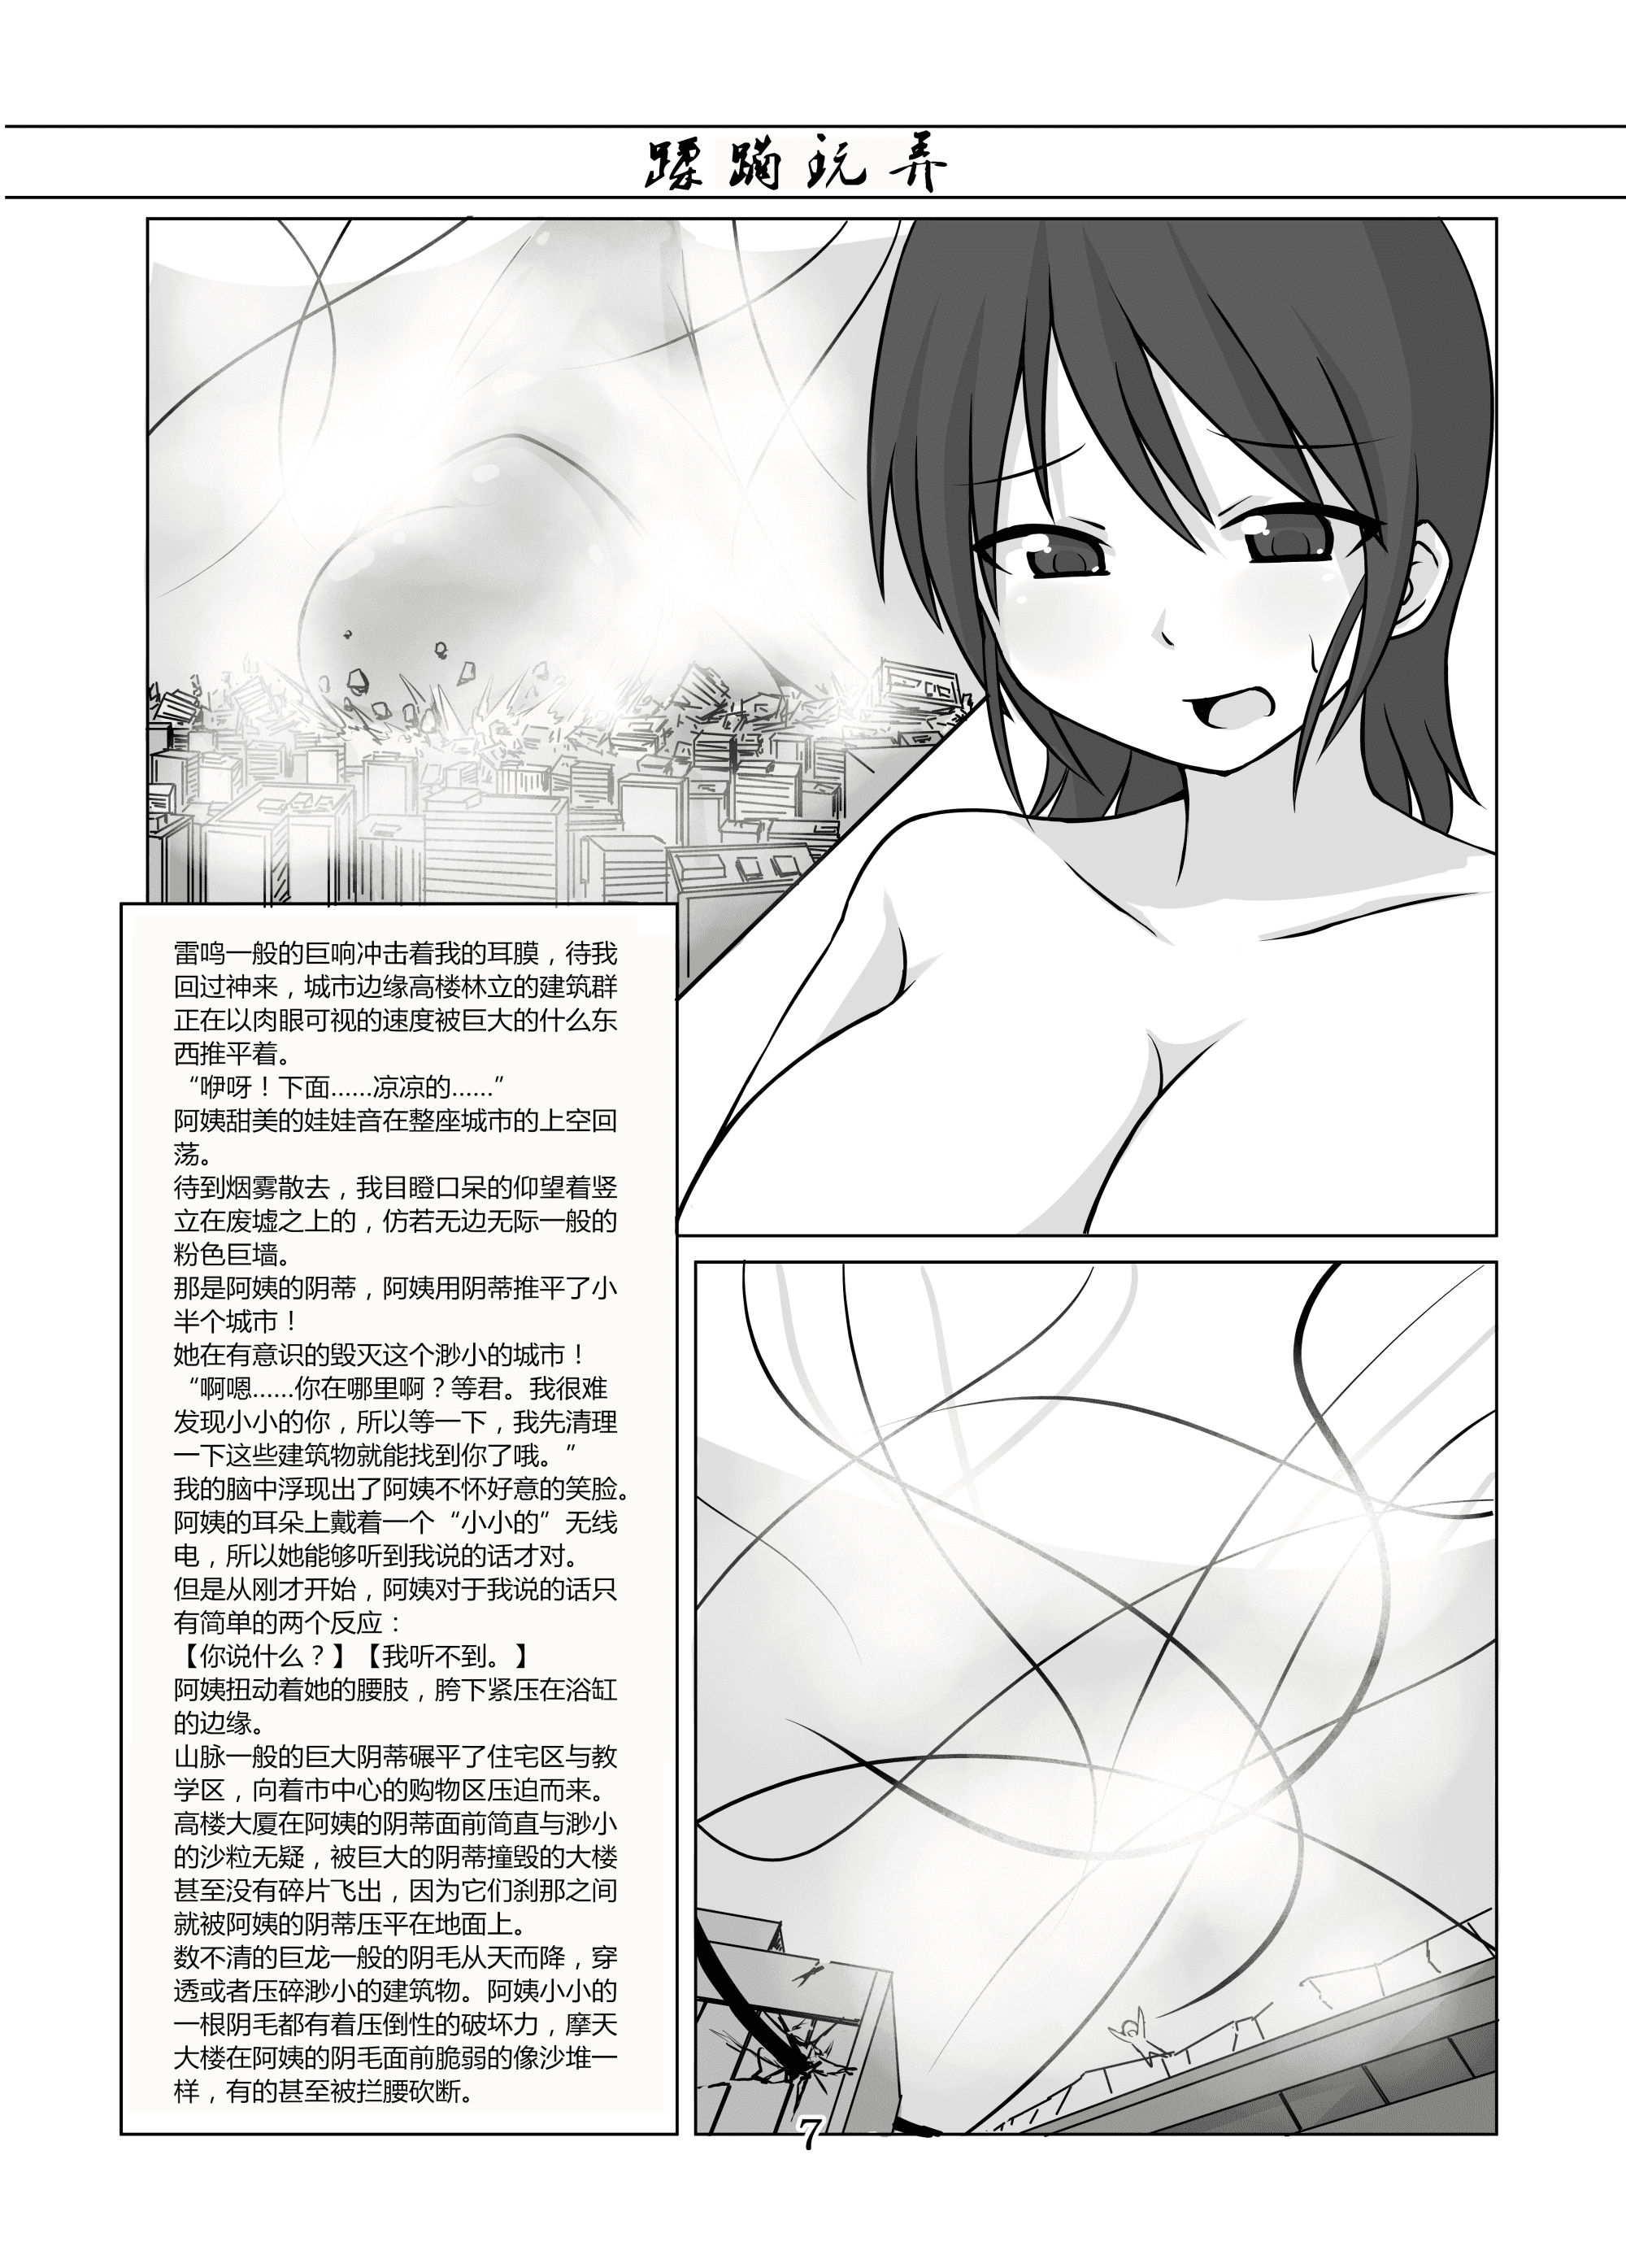 蹂躏玩弄
雷鸣一般的巨响冲击着我的耳膜，待我
回过神来，城市边缘高楼林立的建筑群
正在以肉眼可视的速度被巨大的什么东
西推平着。
“咿呀！下面……凉凉的……”
阿姨甜美的娃娃音在整座城市的上空回
荡。
待到烟雾散去，我目瞪口呆的仰望着竖
立在废墟之上的，仿若无边无际一般的
粉色巨墙。
那是阿姨的阴蒂，阿姨用阴蒂推平了小
半个城市！
她在有意识的毁灭这个渺小的城市！
“啊嗯……你在哪里啊？等君。我很难
发现小小的你，所以等一下，我先清理
一下这些建筑物就能找到你了哦。”
我的脑中浮现出了阿姨不怀好意的笑脸。
阿姨的耳朵上戴着一个“小小的”无线
电，所以她能够听到我说的话才对。
但是从刚才开始，阿姨对于我说的话只
有简单的两个反应：
【你说什么？】【我听不到。】
阿姨扭动着她的腰肢，胯下紧压在浴缸
的边缘。
山脉一般的巨大阴蒂碾平了住宅区与教
学区，向着市中心的购物区压迫而来。
高楼大厦在阿姨的阴蒂面前简直与渺小
的沙粒无疑，被巨大的阴蒂撞毁的大楼
甚至没有碎片飞出，因为它们刹那之间
就被阿姨的阴蒂压平在地面上。
数不清的巨龙一般的阴毛从天而降，穿
透或者压碎渺小的建筑物。阿姨小小的
一根阴毛都有着压倒性的破坏力，摩天
大楼在阿姨的阴毛面前脆弱的像沙堆一
样，有的甚至被拦腰砍断。
7